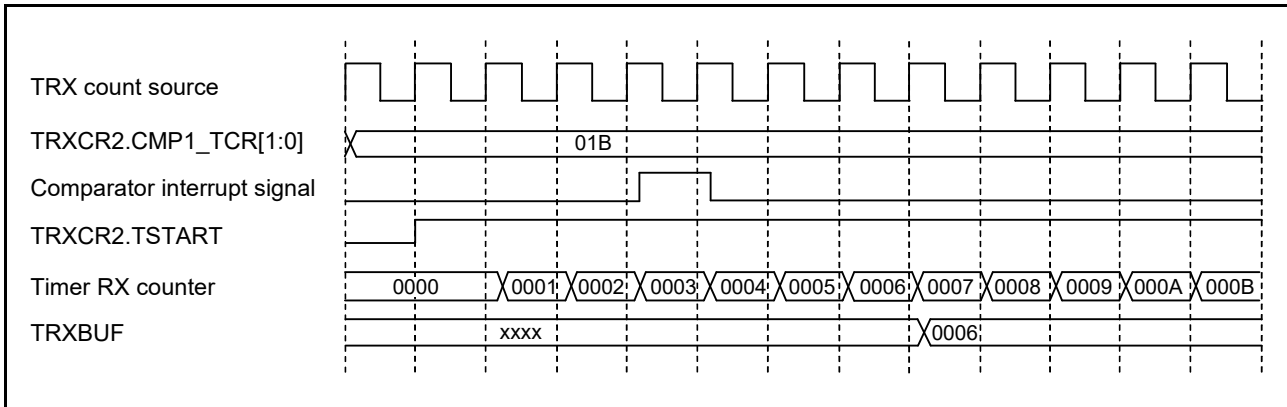 TRX count source
TRXCR2.CMP1_TCR[1:0] 01B
Comparator interrupt signal
TRXCR2.TSTART
Timer RX counter 0000 0001 0002 0003 0004 0005 0006 0007 0008 0009 000A 000B
TRXBUF xxxx 0006